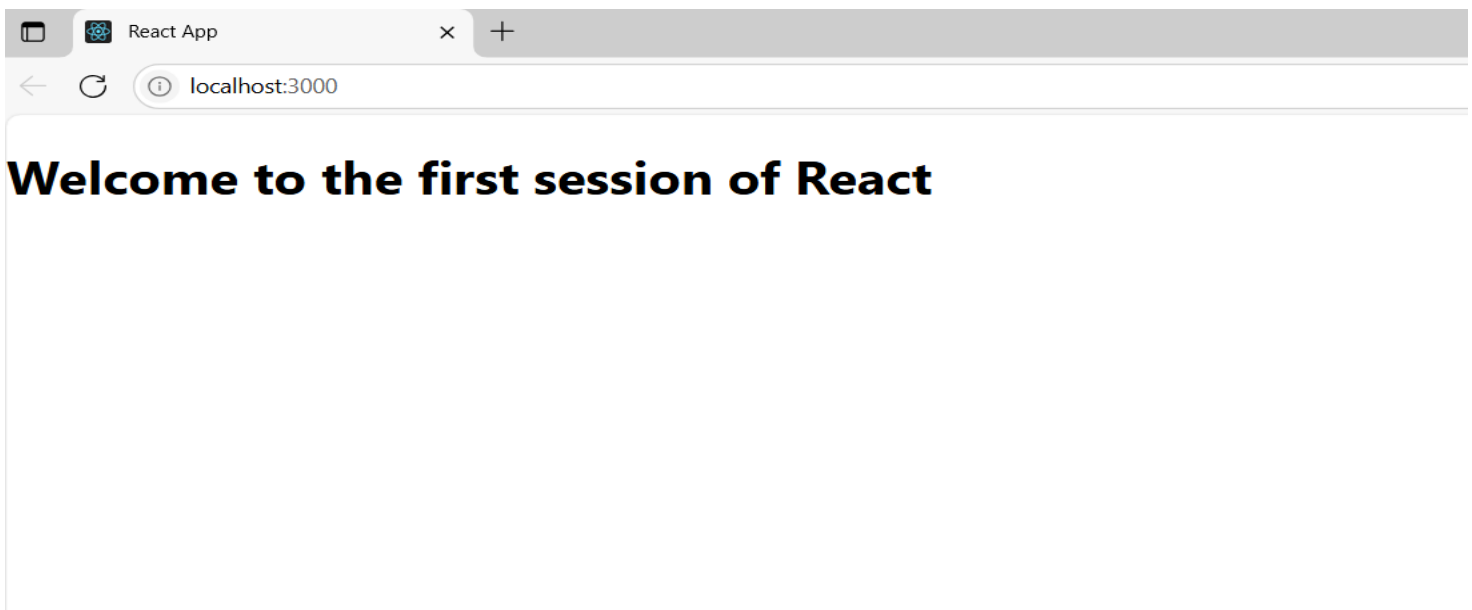 React App
localhost:3000
Welcome to the first session of React